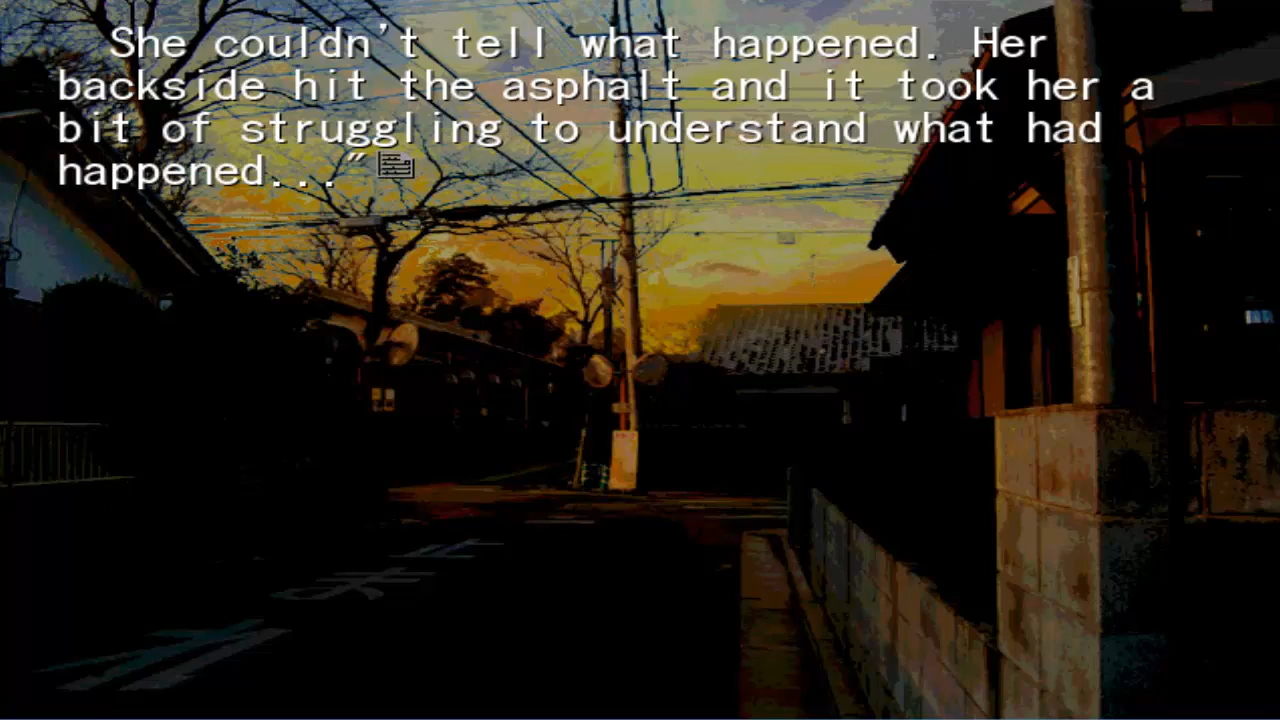 She couldn't tell what happened. Her
backside hit the asphalt and it took her a
bit of struggling to understand what had
happened..."